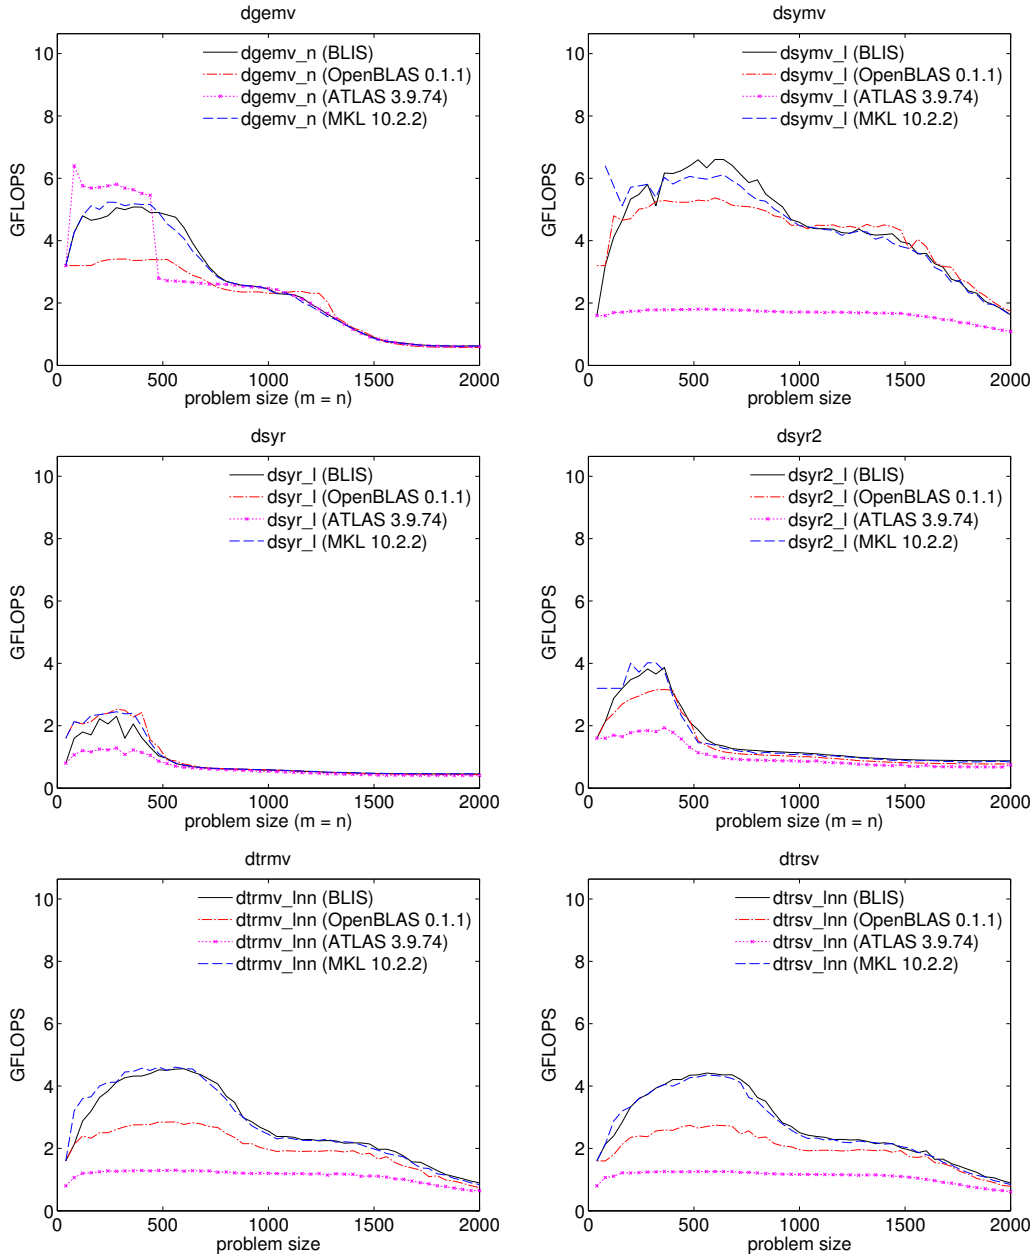 dgemv
dgemv_n (BLIS)
dgemv_n (OpenBLAS 0.1.1)
dgemv_n (ATLAS 3.9.74)
dgemv_n (MKL 10.2.2)
GFLOPS
10
8
6
4
2
0
0 500 1000 1500 2000
problem size (m = n)
dsymv
dsymv_l (BLIS)
dsymv_l (OpenBLAS 0.1.1)
dsymv_l (ATLAS 3.9.74)
dsymv_l (MKL 10.2.2)
GFLOPS
10
8
6
4
2
0
0 500 1000 1500 2000
problem size
dsyr
dsyr_l (BLIS)
dsyr_l (OpenBLAS 0.1.1)
dsyr_l (ATLAS 3.9.74)
dsyr_l (MKL 10.2.2)
GFLOPS
10
8
6
4
2
0
0 500 1000 1500 2000
problem size (m = n)
dsyr2
dsyr2_l (BLIS)
dsyr2_l (OpenBLAS 0.1.1)
dsyr2_l (ATLAS 3.9.74)
dsyr2_l (MKL 10.2.2)
GFLOPS
10
8
6
4
2
0
0 500 1000 1500 2000
problem size (m = n)
dtrmv
dtrmv_lnn (BLIS)
dtrmv_lnn (OpenBLAS 0.1.1)
dtrmv_lnn (ATLAS 3.9.74)
dtrmv_lnn (MKL 10.2.2)
GFLOPS
10
8
6
4
2
0
0 500 1000 1500 2000
problem size
dtrsv
dtrsv_lnn (BLIS)
dtrsv_lnn (OpenBLAS 0.1.1)
dtrsv_lnn (ATLAS 3.9.74)
dtrsv_lnn (MKL 10.2.2)
GFLOPS
10
8
6
4
2
0
0 500 1000 1500 2000
problem size